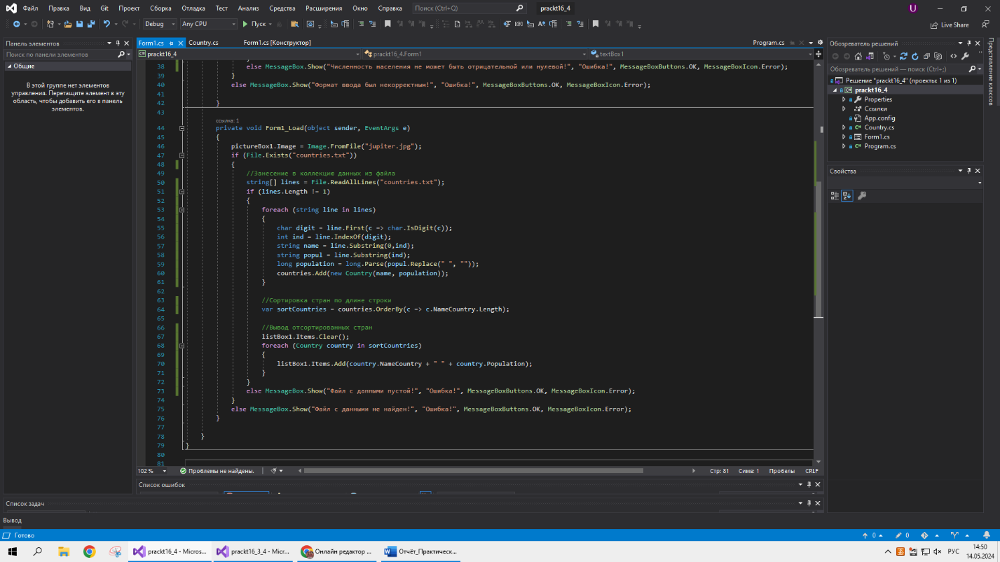 Файл Правка Вид Git Проект Сборка Отладка Тест Анализ Средства Расширения Окно Справка Поиск (Ctrl+Q) prackt16_4 U
Debug Any CPU Пуск Live Share
Панель элементов
Поиск по панели элементов
Общие
В этой группе нет элементов
управления. Перетащите элемент в эту
область, чтобы добавить его в панель
элементов.
Form1.cs Country.cs Form1.cs [Конструктор] Program.cs
prackt16_4 prackt16_4.Form1 textBox1
38 else MessageBox.Show("Численность населения не может быть отрицательной или нулевой!", "Ошибка!", MessageBoxButtons.OK, MessageBoxIcon.Error);
39 }
40 else MessageBox.Show("Формат ввода был некорректным!", "Ошибка!", MessageBoxButtons.OK, MessageBoxIcon.Error);
41
42 }
43
ссылка: 1
44 private void Form1_Load(object sender, EventArgs e)
45 {
46 pictureBox1.Image = Image.FromFile("jupiter.jpg");
47 if (File.Exists("countries.txt"))
48 {
49 //Занесение в коллекцию данных из файла
50 string[] lines = File.ReadAllLines("countries.txt");
51 if (lines.Length != 1)
52 {
53 foreach (string line in lines)
54 {
55 char digit = line.First(c => char.IsDigit(c));
56 int ind = line.IndexOf(digit);
57 string name = line.Substring(0,ind);
58 string popul = line.Substring(ind);
59 long population = long.Parse(popul.Replace(" ", ""));
60 countries.Add(new Country(name, population));
61 }
62
63 //Сортировка стран по длине строки
64 var sortCountries = countries.OrderBy(c => c.NameCountry.Length);
65
66 //Вывод отсортированных стран
67 listBox1.Items.Clear();
68 foreach (Country country in sortCountries)
69 {
70 listBox1.Items.Add(country.NameCountry + " " + country.Population);
71 }
72 }
73 else MessageBox.Show("Файл с данными пустой!", "Ошибка!", MessageBoxButtons.OK, MessageBoxIcon.Error);
74 }
75 else MessageBox.Show("Файл с данными не найден!", "Ошибка!", MessageBoxButtons.OK, MessageBoxIcon.Error);
76 }
77
78 }
79 }
80
81
102 % Проблемы не найдены. Стр: 81 Симв: 1 Пробелы CRLF
Обозреватель решений
Обозреватель решений — поиск (Ctrl+;)
Решение "prackt16_4" (проекты: 1 из 1)
prackt16_4
Properties
Ссылки
App.config
Country.cs
Form1.cs
Program.cs
Свойства
Представление классов
Список ошибок
Список задач
Вывод
Готово 0 0
prackt16_4 - Micros... prackt16_3_4 - Micr... Онлайн редактор ... Отчёт_Практическ... РУС 14:50
14.05.2024